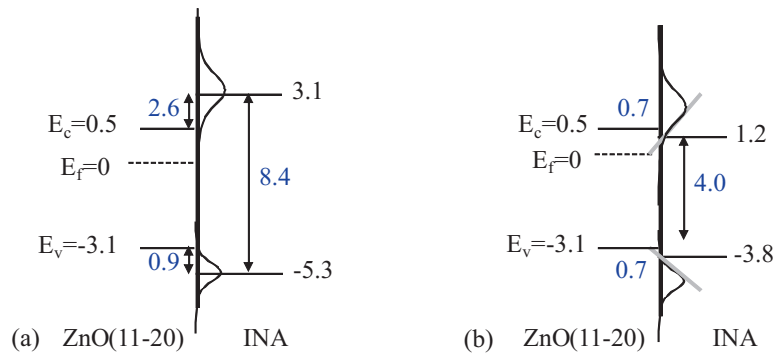 3.1
2.6
E_c=0.5
E_f=0
8.4
E_v=-3.1
0.9
-5.3
(a) ZnO(11-20) INA
0.7
E_c=0.5
1.2
E_f=0
4.0
E_v=-3.1
-3.8
0.7
(b) ZnO(11-20) INA